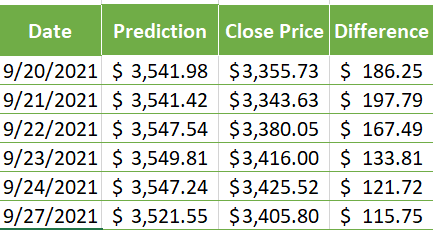 Date Prediction Close Price Difference
9/20/2021 $ 3,541.98 $3,355.73 $ 186.25
9/21/2021 $ 3,541.42 $3,343.63 $ 197.79
9/22/2021 $ 3,547.54 $3,380.05 $ 167.49
9/23/2021 $ 3,549.81 $3,416.00 $ 133.81
9/24/2021 $ 3,547.24 $3,425.52 $ 121.72
9/27/2021 $ 3,521.55 $3,405.80 $ 115.75